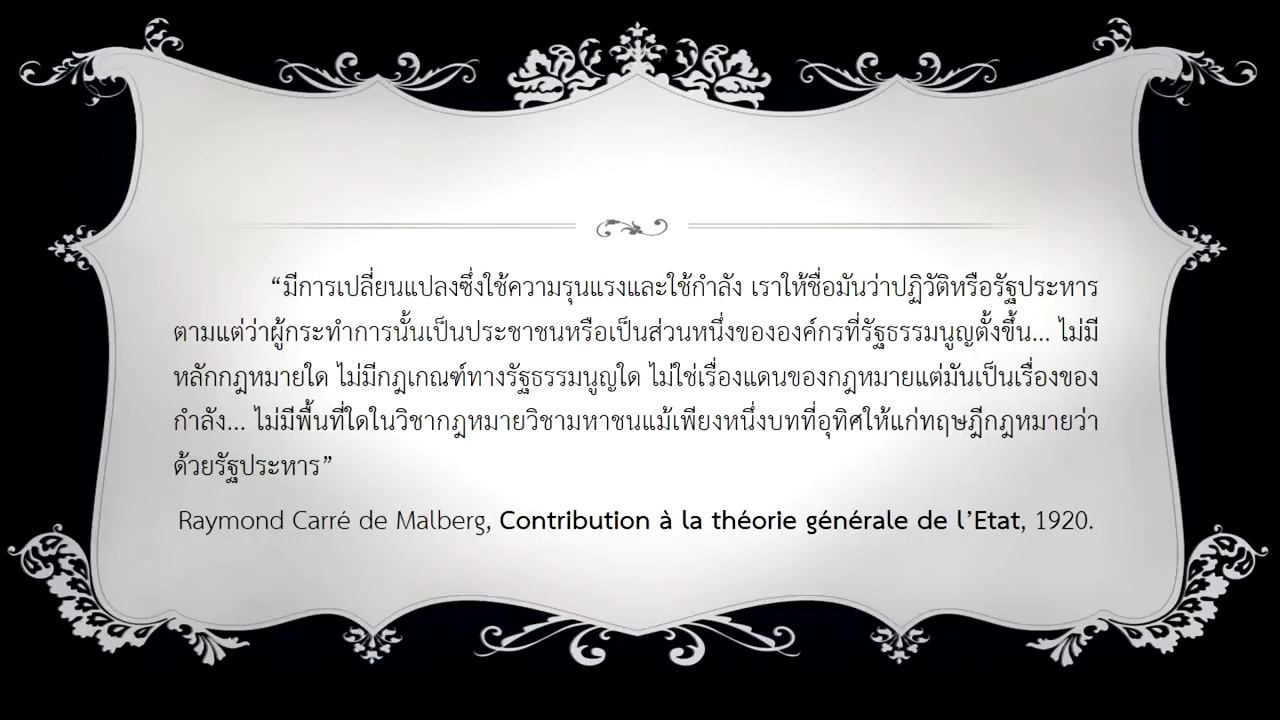 “มีการเปลี่ยนแปลงซึ่งใช้ความรุนแรงและใช้กำลัง เราให้ชื่อมันว่าปฏิวัติหรือรัฐประหาร
ตามแต่ว่าผู้กระทำการนั้นเป็นประชาชนหรือเป็นส่วนหนึ่งขององค์กรที่รัฐธรรมนูญตั้งขึ้น... ไม่มี
หลักกฎหมายใด ไม่มีกฎเกณฑ์ทางรัฐธรรมนูญใด ไม่ใช่เรื่องแดนของกฎหมายแต่มันเป็นเรื่องของ
กำลัง... ไม่มีพื้นที่ใดในวิชากฎหมายวิชามหาชนแม้เพียงหนึ่งบทที่อุทิศให้แก่ทฤษฎีกฎหมายว่า
ด้วยรัฐประหาร”
Raymond Carré de Malberg, Contribution à la théorie générale de l’Etat, 1920.